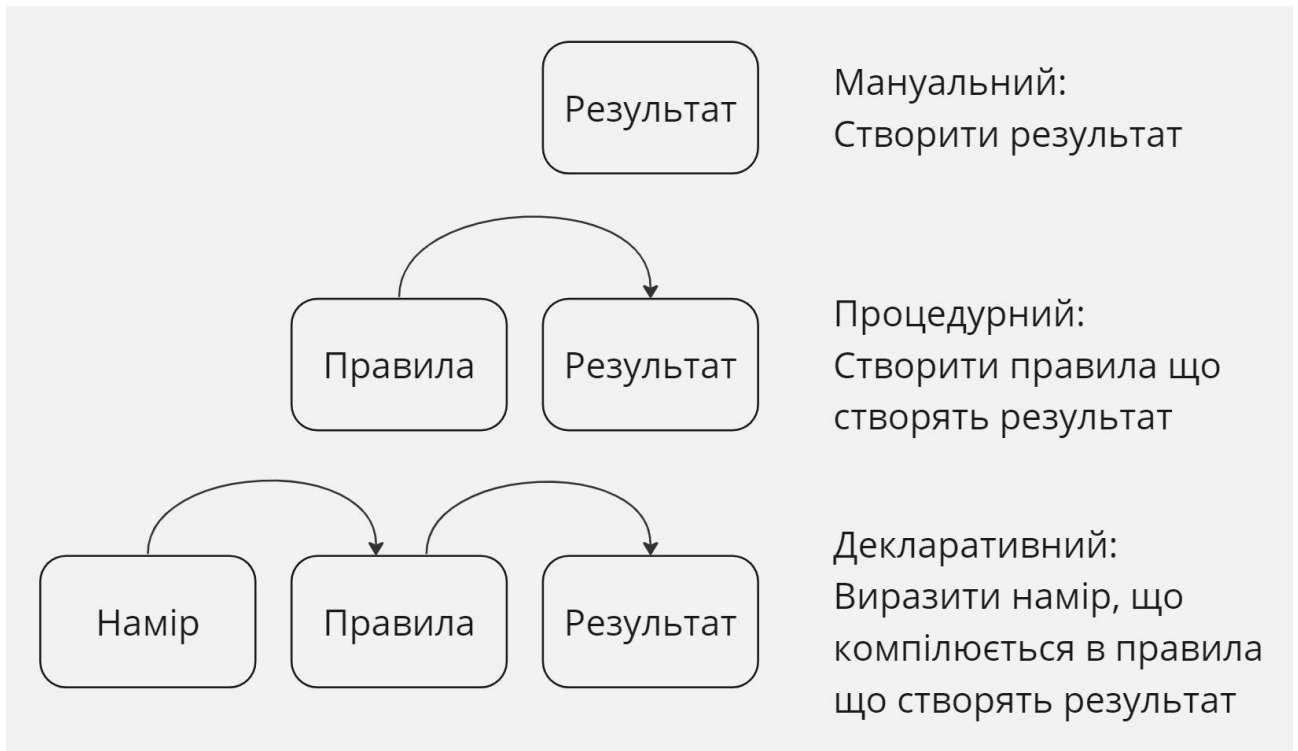 Результат
Мануальний:
Створити результат
Правила
Результат
Процедурний:
Створити правила що
створять результат
Намір
Правила
Результат
Декларативний:
Виразити намір, що
компілюється в правила
що створять результат